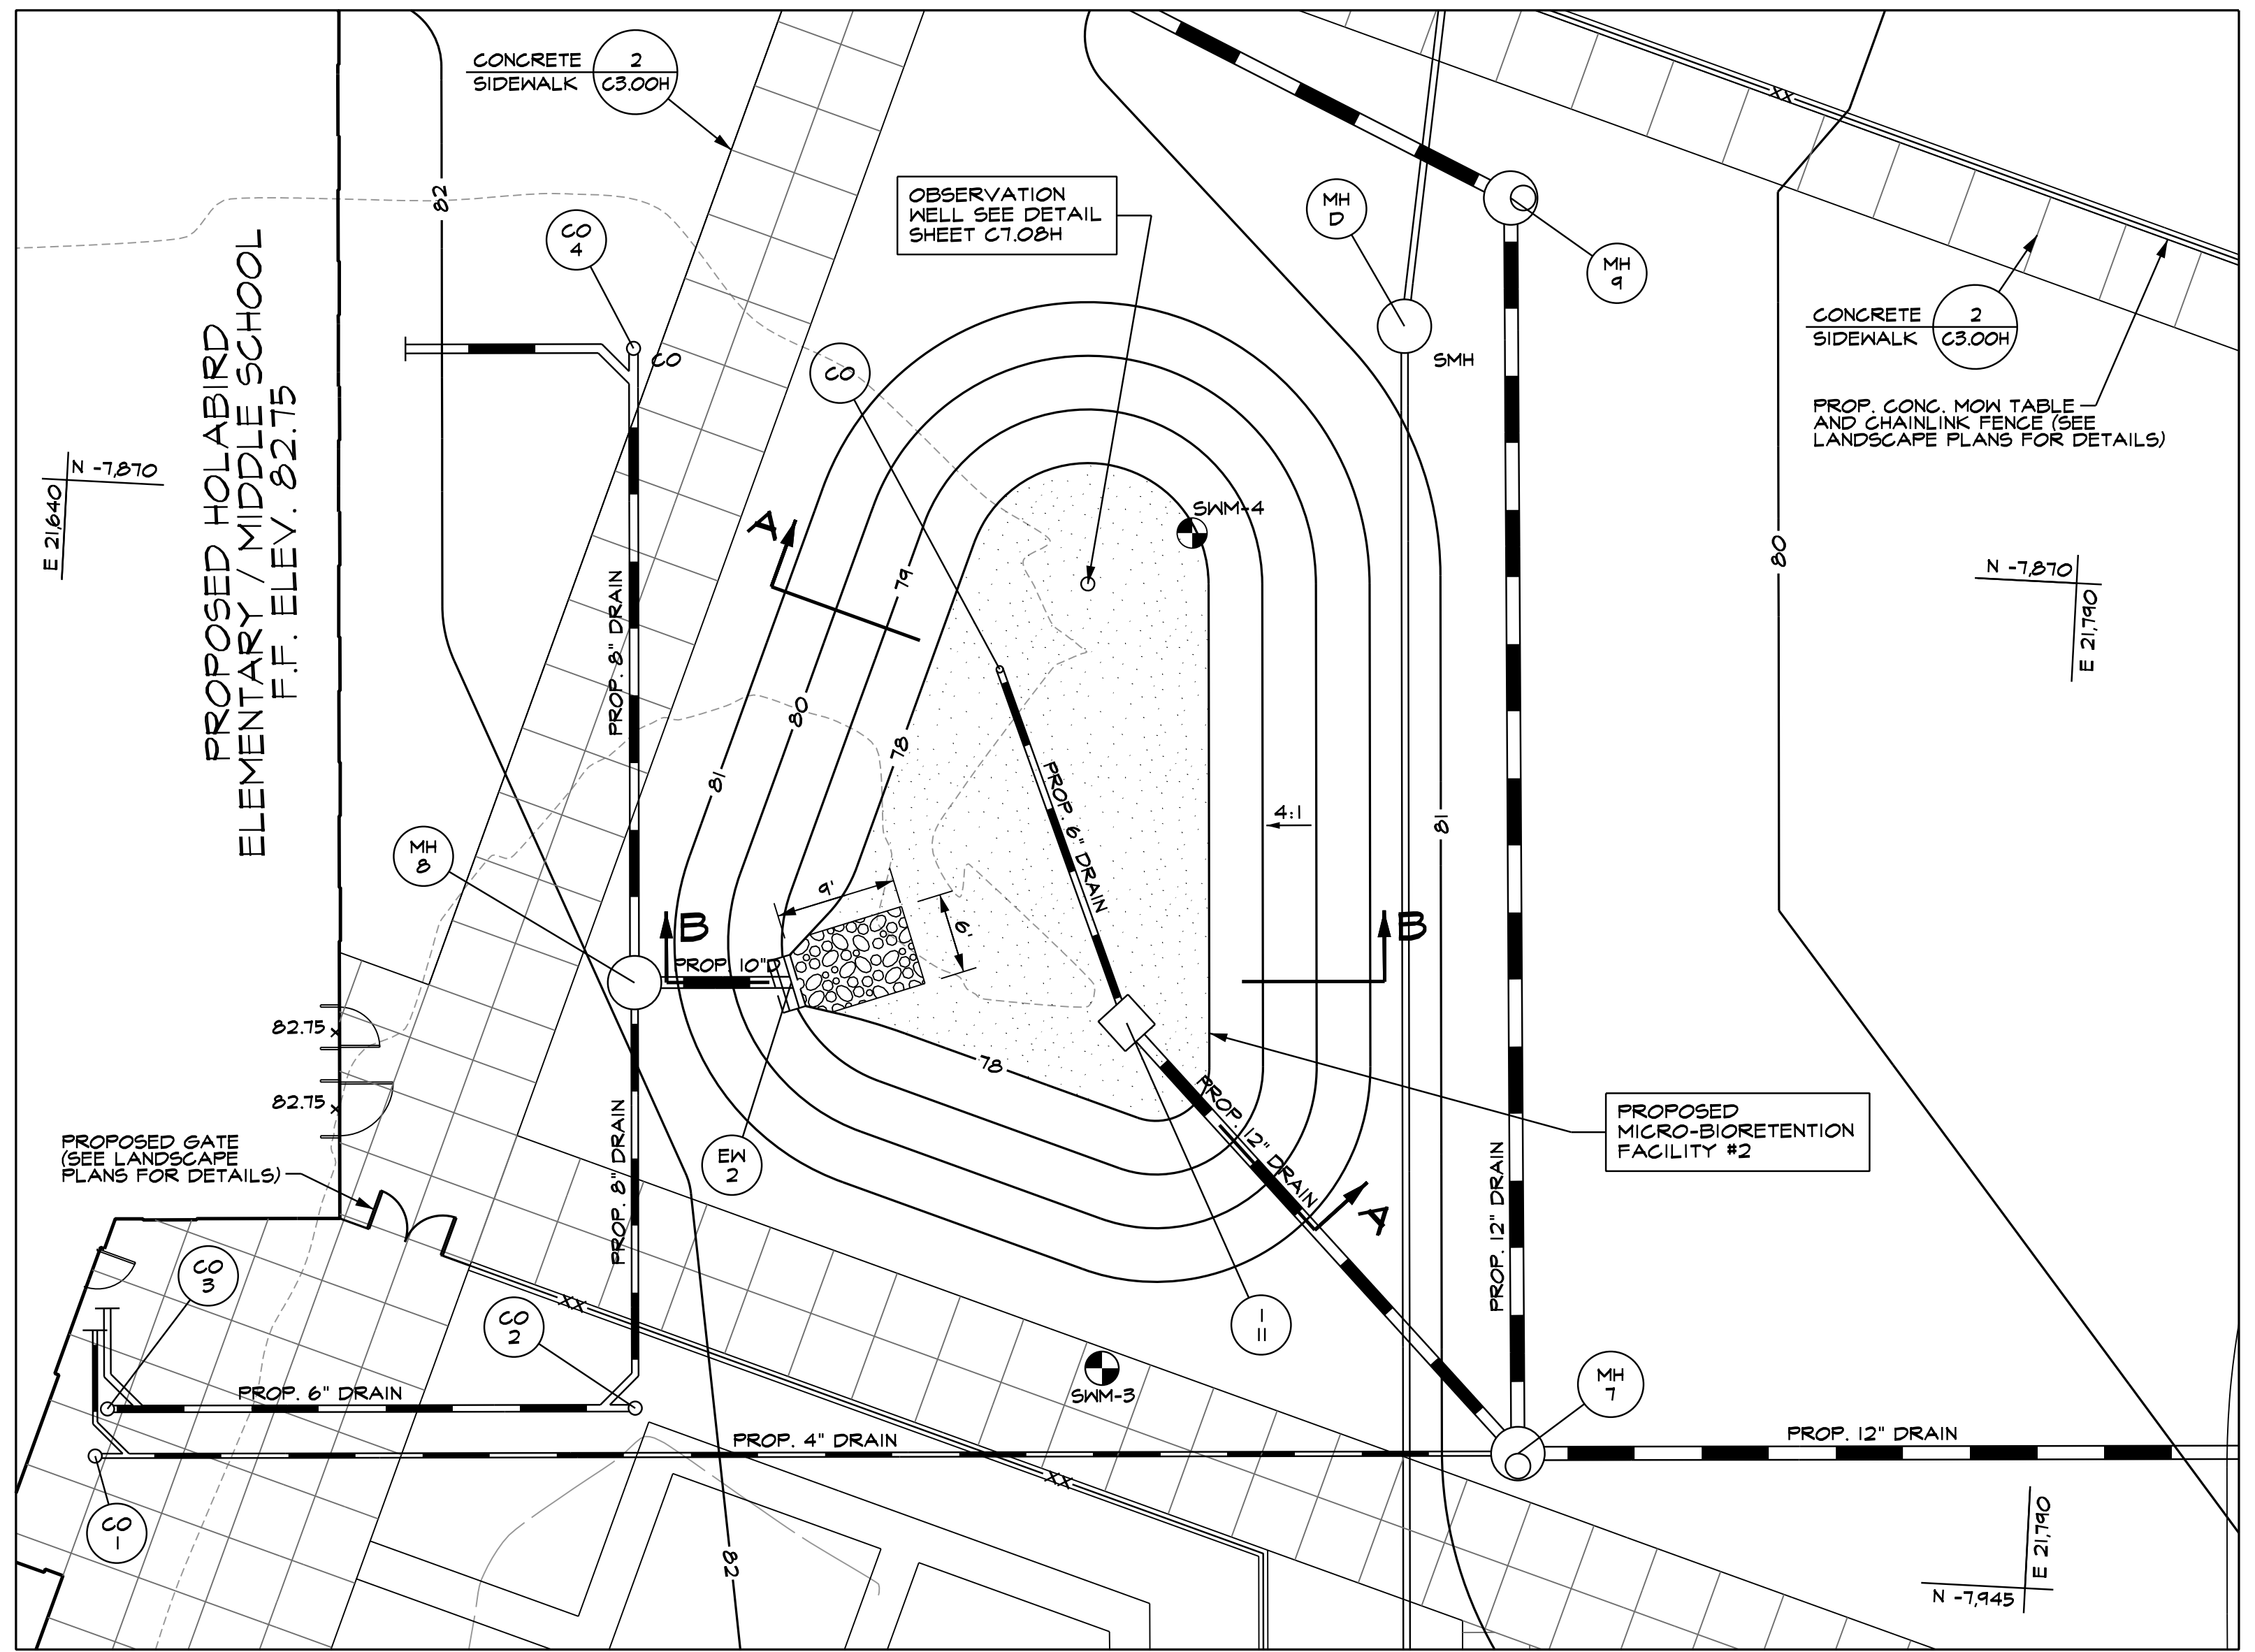 CONCRETE
SIDEWALK
2
C3.00H
82
CO
4
OBSERVATION
WELL SEE DETAIL
SHEET C7.08H
MH
D
MH
9
CONCRETE
SIDEWALK
2
C3.00H
PROP. CONC. MOW TABLE
AND CHAINLINK FENCE (SEE
LANDSCAPE PLANS FOR DETAILS)
XX
SMH
CO
CO
N -7,870
E 21,640
PROPOSED HOLABIRD
ELEMENTARY / MIDDLE SCHOOL
F.F. ELEV. 82.75
SWM-4
A
79
80
78
81
N -7,870
E 21,790
80
PROP. 8" DRAIN
PROP. 6" DRAIN
4:1
81
MH
8
9'
6'
B
B
PROP. 10"D
78
82.75
82.75
PROPOSED GATE
(SEE LANDSCAPE
PLANS FOR DETAILS)
PROP. 8" DRAIN
EW
2
PROP. 12" DRAIN
A
PROPOSED
MICRO-BIORETENTION
FACILITY #2
PROP. 12" DRAIN
CO
3
CO
2
XX
I
11
SWM-3
MH
7
PROP. 6" DRAIN
PROP. 4" DRAIN
PROP. 12" DRAIN
XX
CO
1
82
E 21,790
N -7,945